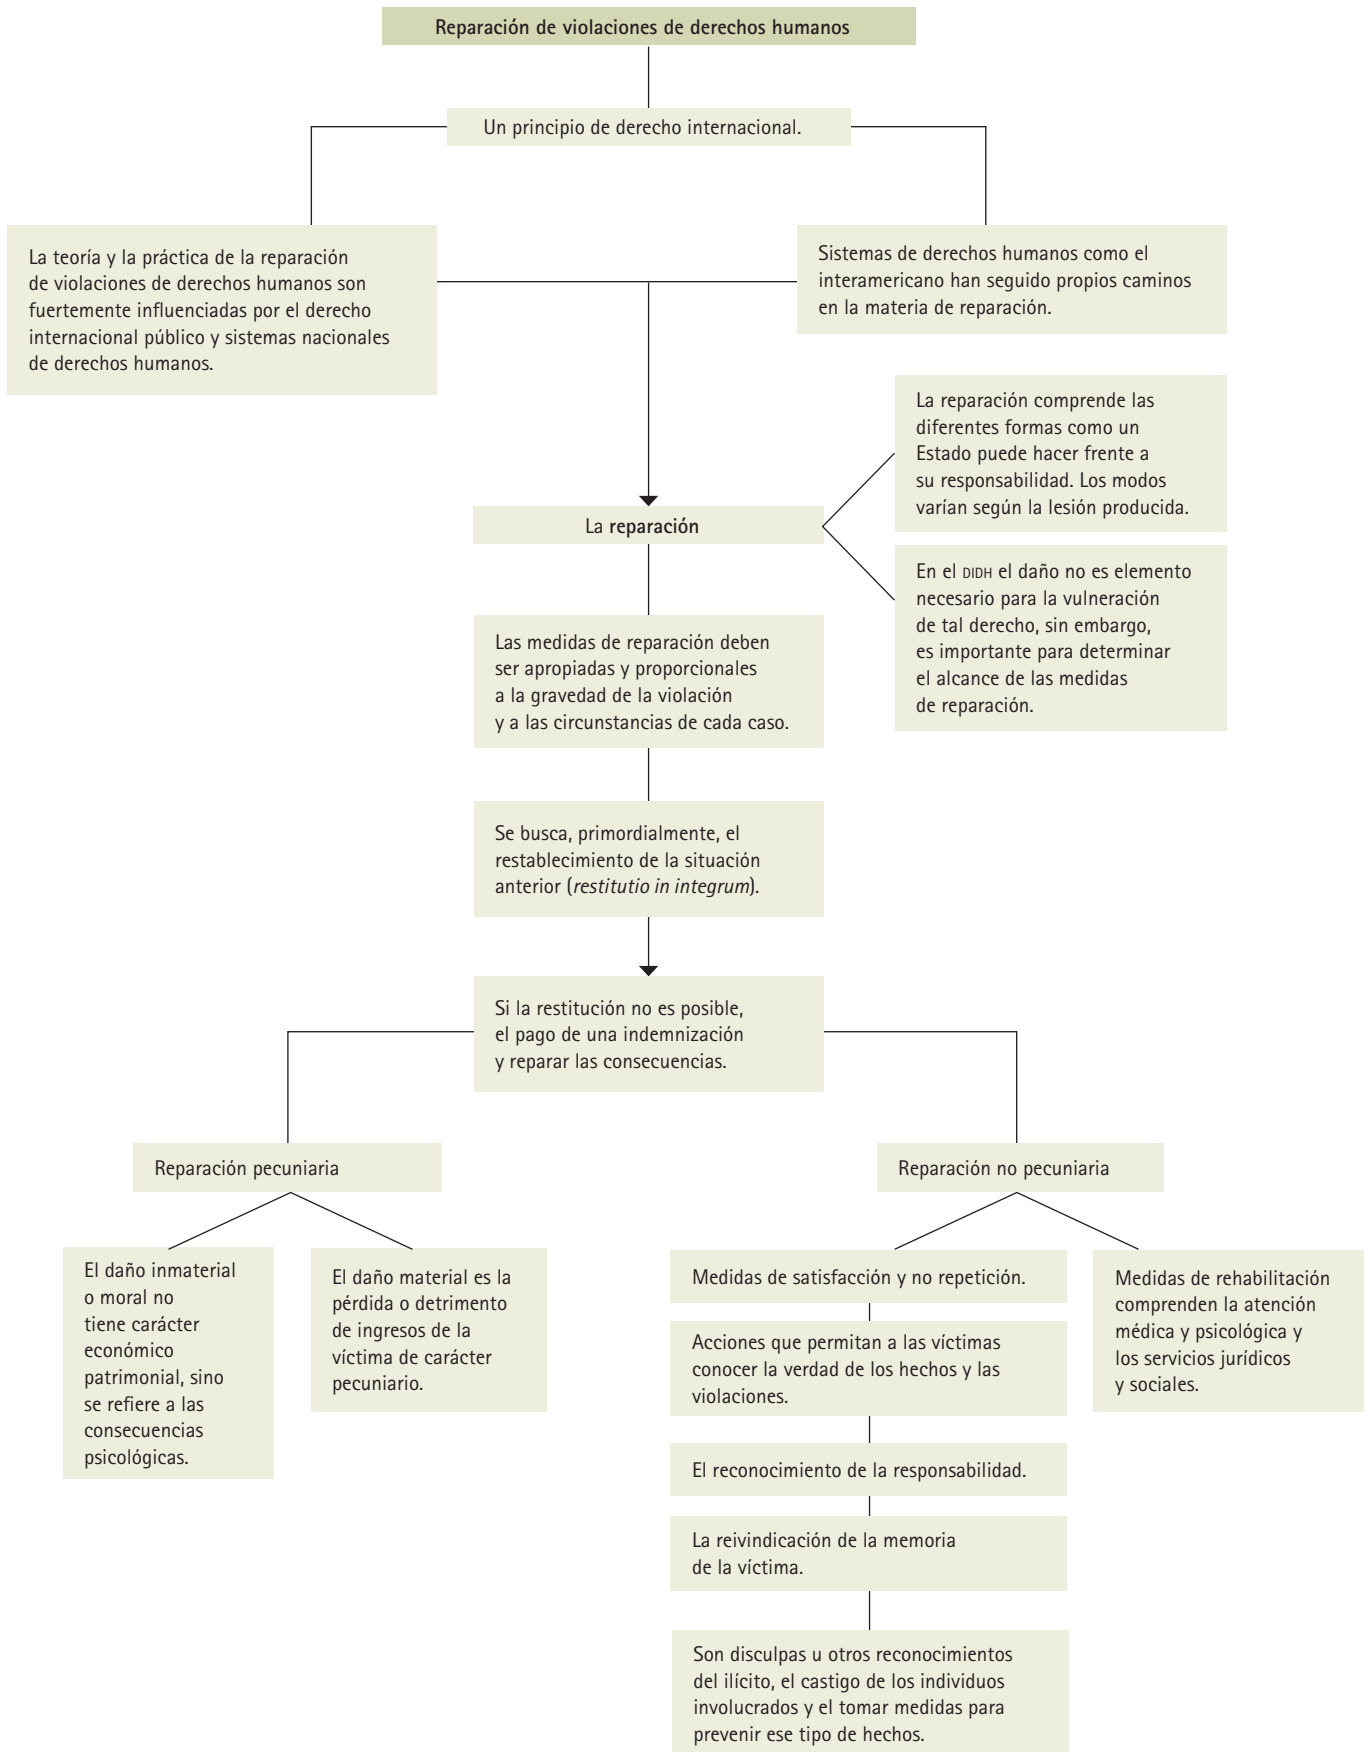 Reparación de violaciones de derechos humanos
Un principio de derecho internacional.
La teoría y la práctica de la reparación
de violaciones de derechos humanos son
fuertemente influenciadas por el derecho
internacional público y sistemas nacionales
de derechos humanos.
Sistemas de derechos humanos como el
interamericano han seguido propios caminos
en la materia de reparación.
La reparación comprende las
diferentes formas como un
Estado puede hacer frente a
su responsabilidad. Los modos
varían según la lesión producida.
La reparación
En el DIDH el daño no es elemento
necesario para la vulneración
de tal derecho, sin embargo,
es importante para determinar
el alcance de las medidas
de reparación.
Las medidas de reparación deben
ser apropiadas y proporcionales
a la gravedad de la violación
y a las circunstancias de cada caso.
Se busca, primordialmente, el
restablecimiento de la situación
anterior (restitutio in integrum).
Si la restitución no es posible,
el pago de una indemnización
y reparar las consecuencias.
Reparación pecuniaria
El daño inmaterial
o moral no
tiene carácter
económico
patrimonial, sino
se refiere a las
consecuencias
psicológicas.
El daño material es la
pérdida o detrimento
de ingresos de la
víctima de carácter
pecuniario.
Reparación no pecuniaria
Medidas de satisfacción y no repetición.
Acciones que permitan a las víctimas
conocer la verdad de los hechos y las
violaciones.
El reconocimiento de la responsabilidad.
La reivindicación de la memoria
de la víctima.
Son disculpas u otros reconocimientos
del ilícito, el castigo de los individuos
involucrados y el tomar medidas para
prevenir ese tipo de hechos.
Medidas de rehabilitación
comprenden la atención
médica y psicológica y
los servicios jurídicos
y sociales.